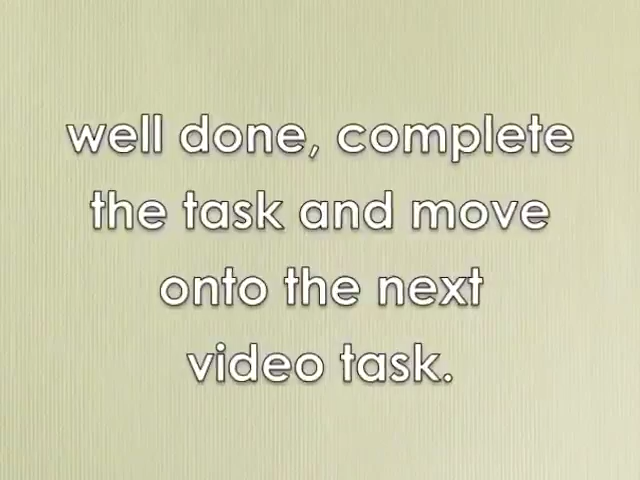 well done, complete
the task and move
onto the next
video task.